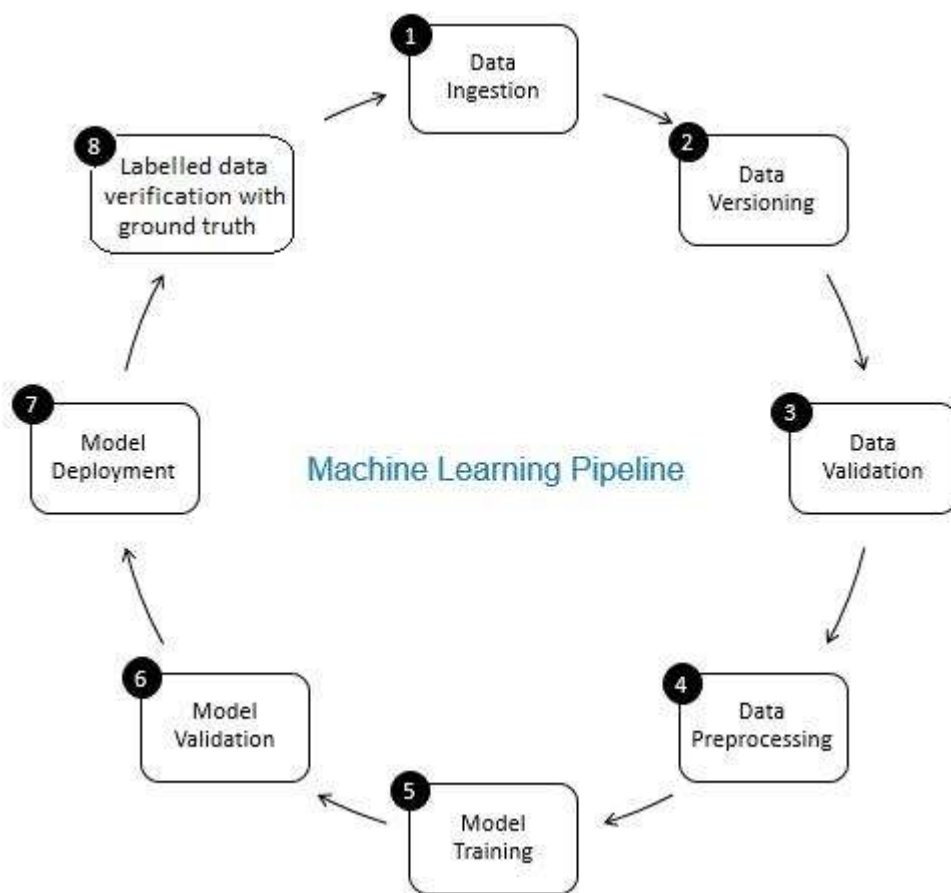 1
Data
Ingestion
2
Data
Versioning
3
Data
Validation
4
Data
Preprocessing
5
Model
Training
6
Model
Validation
7
Model
Deployment
8
Labelled data
verification with
ground truth
Machine Learning Pipeline